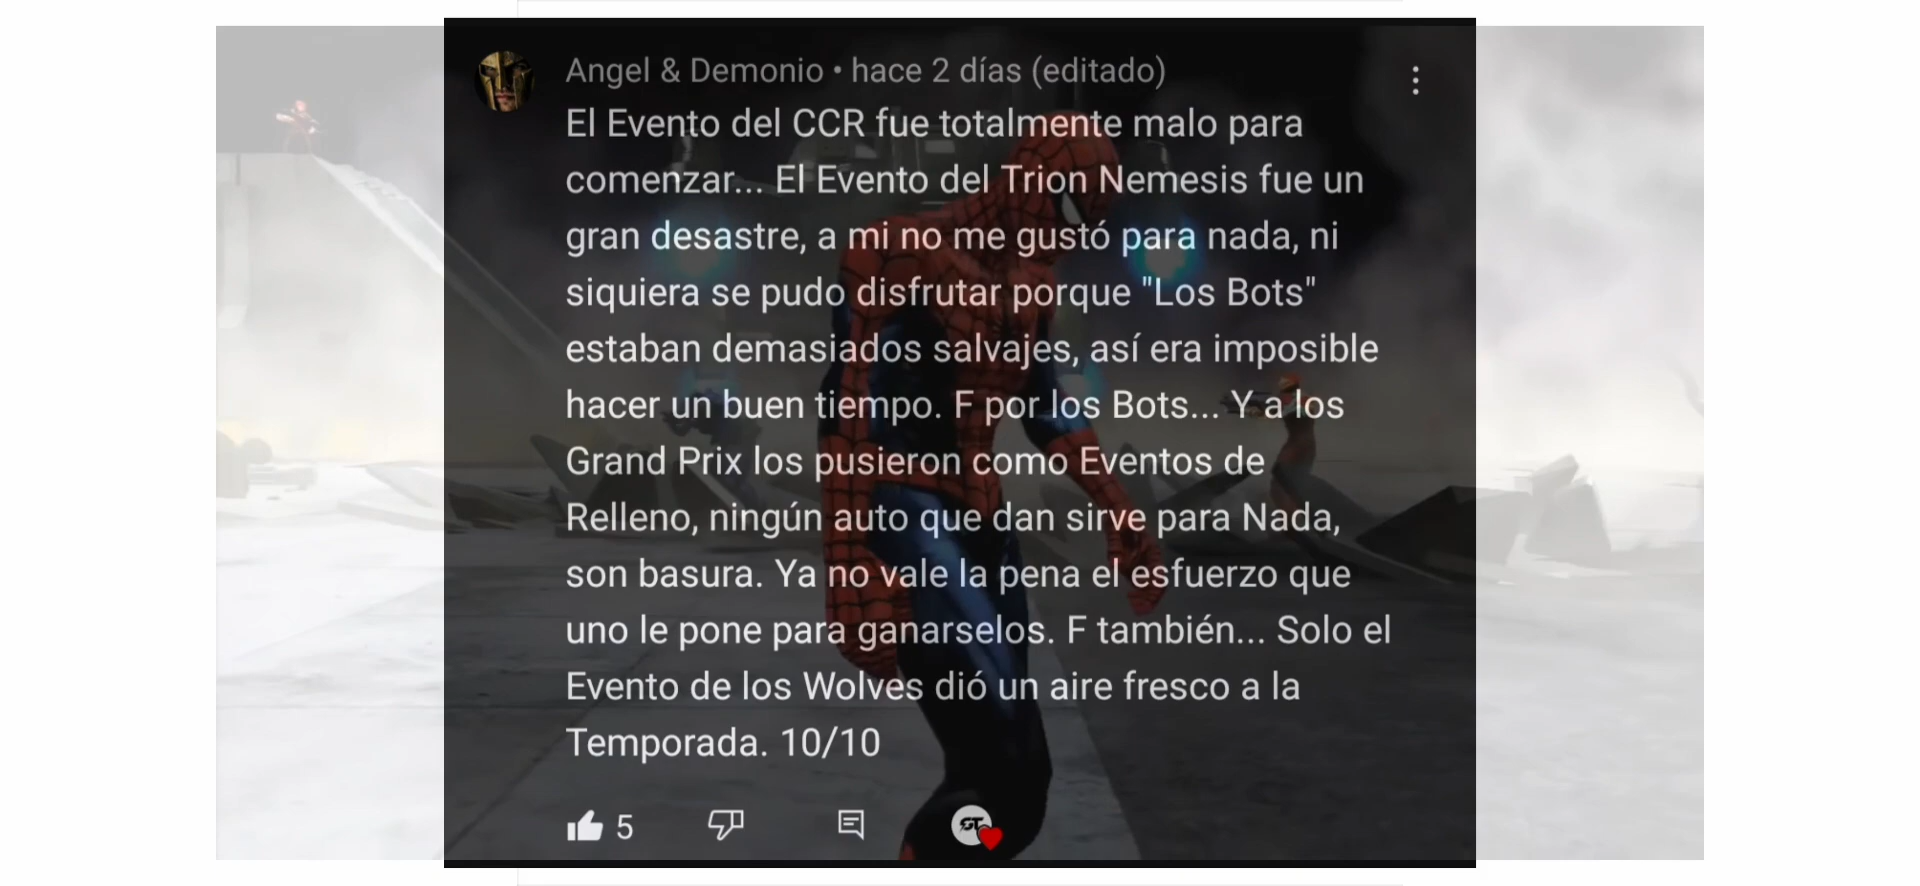 Angel & Demonio • hace 2 días (editado)
El Evento del CCR fue totalmente malo para
comenzar... El Evento del Trion Nemesis fue un
gran desastre, a mi no me gustó para nada, ni
siquiera se pudo disfrutar porque "Los Bots"
estaban demasiados salvajes, así era imposible
hacer un buen tiempo. F por los Bots... Y a los
Grand Prix los pusieron como Eventos de
Relleno, ningún auto que dan sirve para Nada,
son basura. Ya no vale la pena el esfuerzo que
uno le pone para ganarselos. F también... Solo el
Evento de los Wolves dió un aire fresco a la
Temporada. 10/10
5
GT